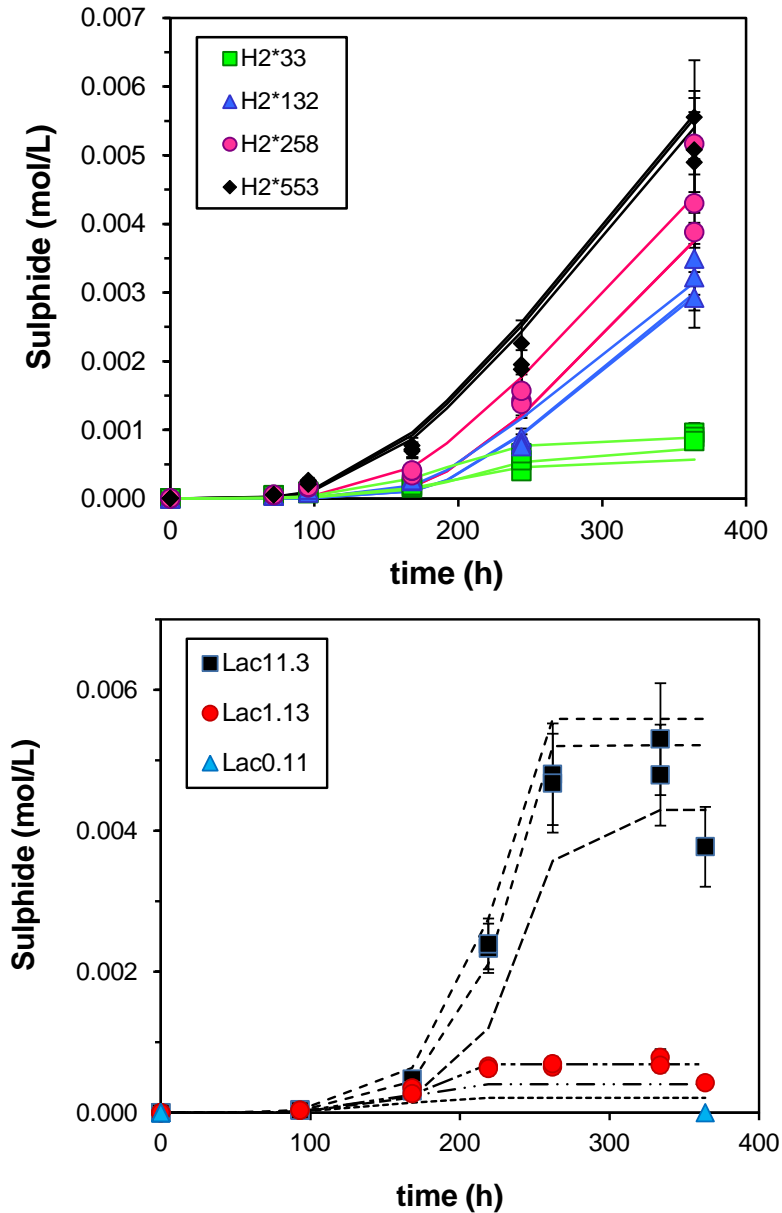 0.007
0.006
0.005
0.004
0.003
0.002
0.001
0.000
Sulphide (mol/L)
H2*33
H2*132
H2*258
H2*553
0 100 200 300 400
time (h)
0.006
0.004
0.002
0.000
Sulphide (mol/L)
Lac11.3
Lac1.13
Lac0.11
0 100 200 300 400
time (h)